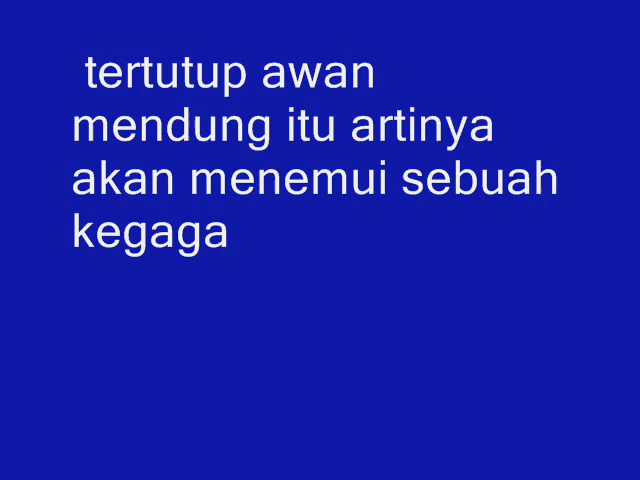 tertutup awan
mendung itu artinya
akan menemui sebuah
kegaga